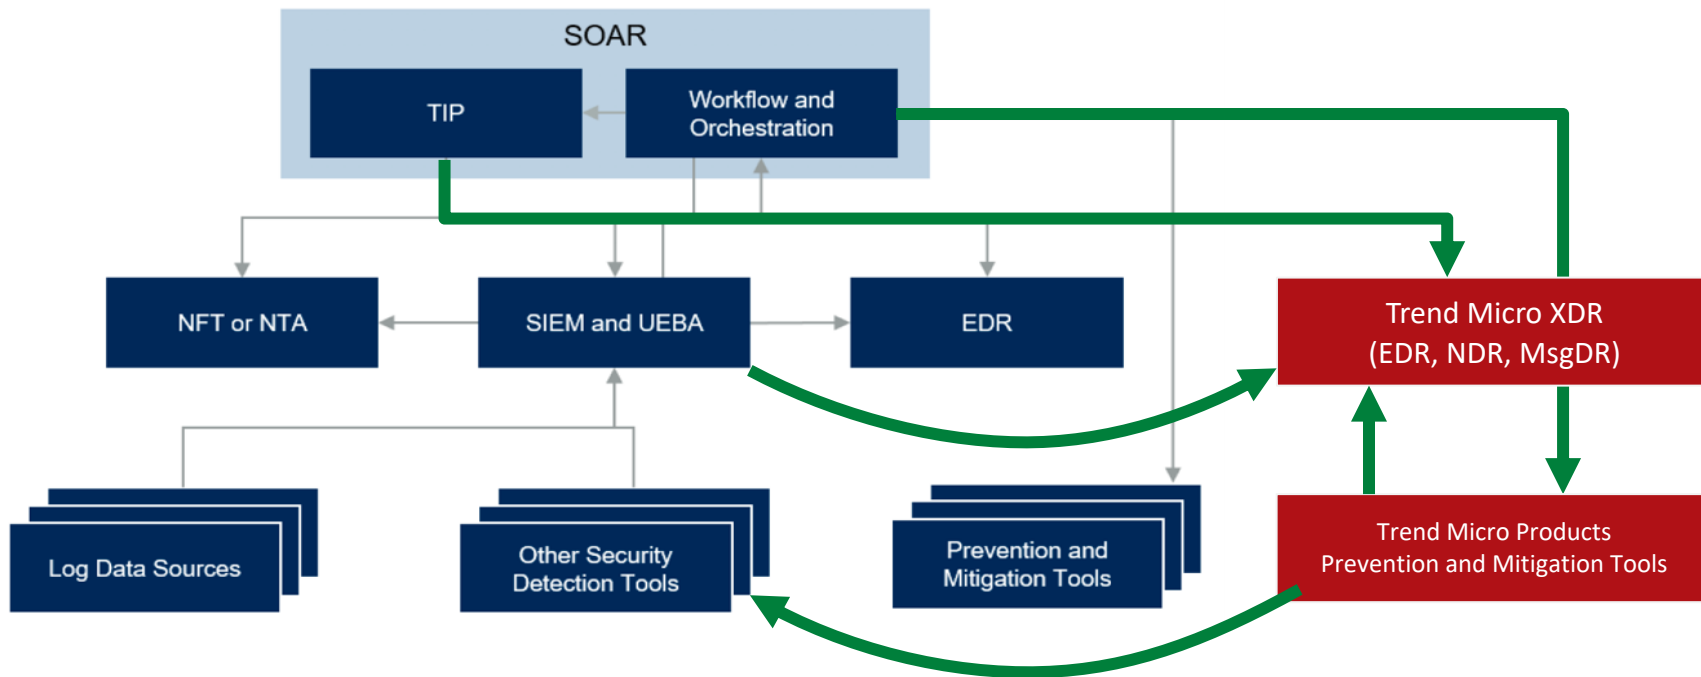 SOAR
TIP
Workflow and
Orchestration
NFT or NTA
SIEM and UEBA
EDR
Trend Micro XDR
(EDR, NDR, MsgDR)
Log Data Sources
Other Security
Detection Tools
Prevention and
Mitigation Tools
Trend Micro Products
Prevention and Mitigation Tools